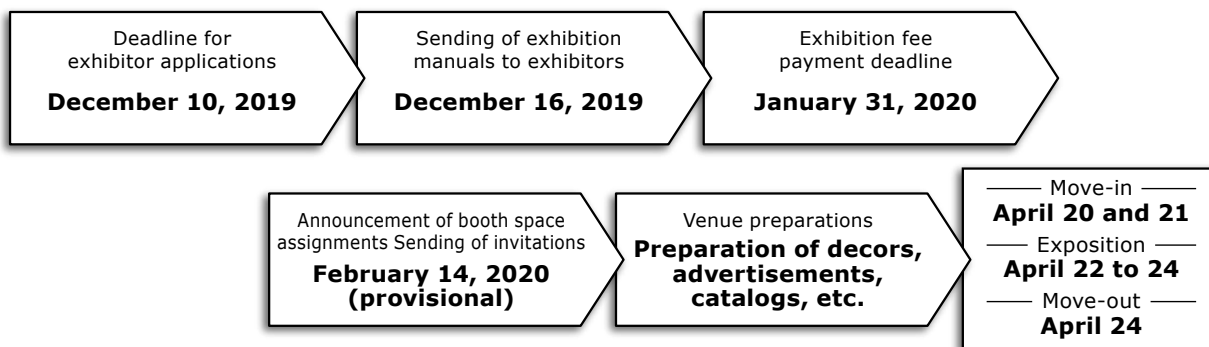 Deadline for
exhibitor applications
December 10, 2019
Sending of exhibition
manuals to exhibitors
December 16, 2019
Exhibition fee
payment deadline
January 31, 2020
Announcement of booth space
assignments Sending of invitations
February 14, 2020
(provisional)
Venue preparations
Preparation of decors,
advertisements,
catalogs, etc.
Move-in
April 20 and 21
Exposition
April 22 to 24
Move-out
April 24